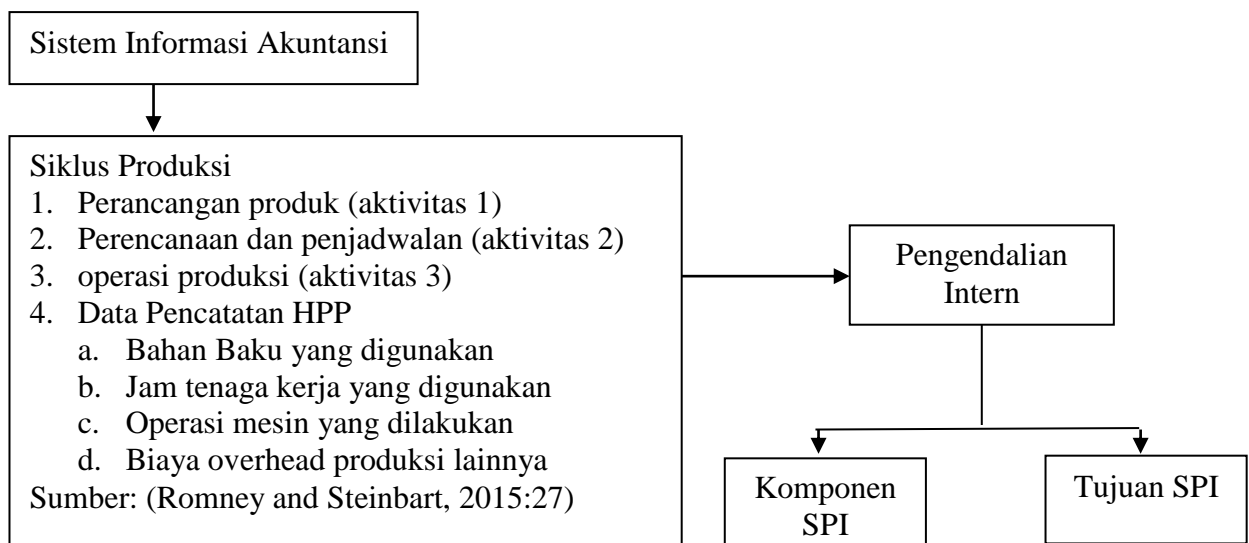 Sistem Informasi Akuntansi
Siklus Produksi
1. Perancangan produk (aktivitas 1)
2. Perencanaan dan penjadwalan (aktivitas 2)
3. operasi produksi (aktivitas 3)
4. Data Pencatatan HPP
a. Bahan Baku yang digunakan
b. Jam tenaga kerja yang digunakan
c. Operasi mesin yang dilakukan
d. Biaya overhead produksi lainnya
Sumber: (Romney and Steinbart, 2015:27)
Pengendalian
Intern
Komponen
SPI
Tujuan SPI